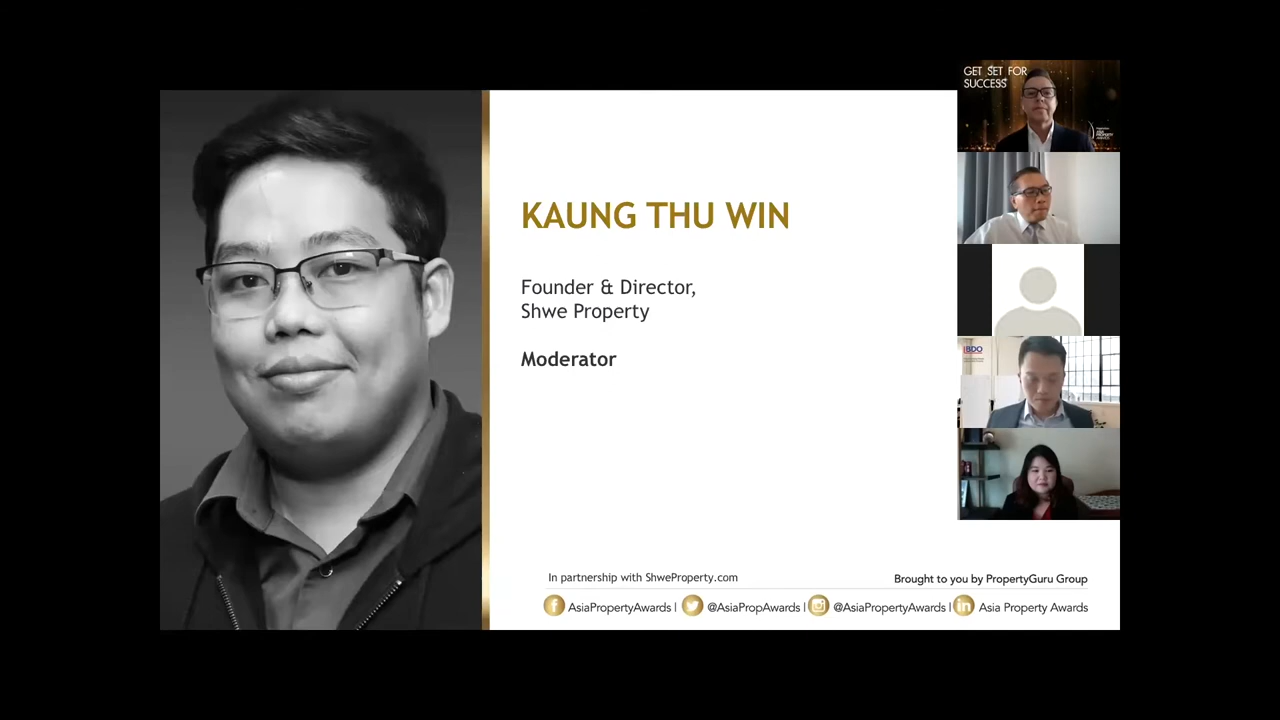 GET SET FOR
SUCCESS
BDO
KAUNG THU WIN
Founder & Director,
Shwe Property
Moderator
In partnership with ShweProperty.com
Brought to you by PropertyGuru Group
AsiaPropertyAwards | @AsiaPropAwards | @AsiaPropertyAwards | Asia Property Awards